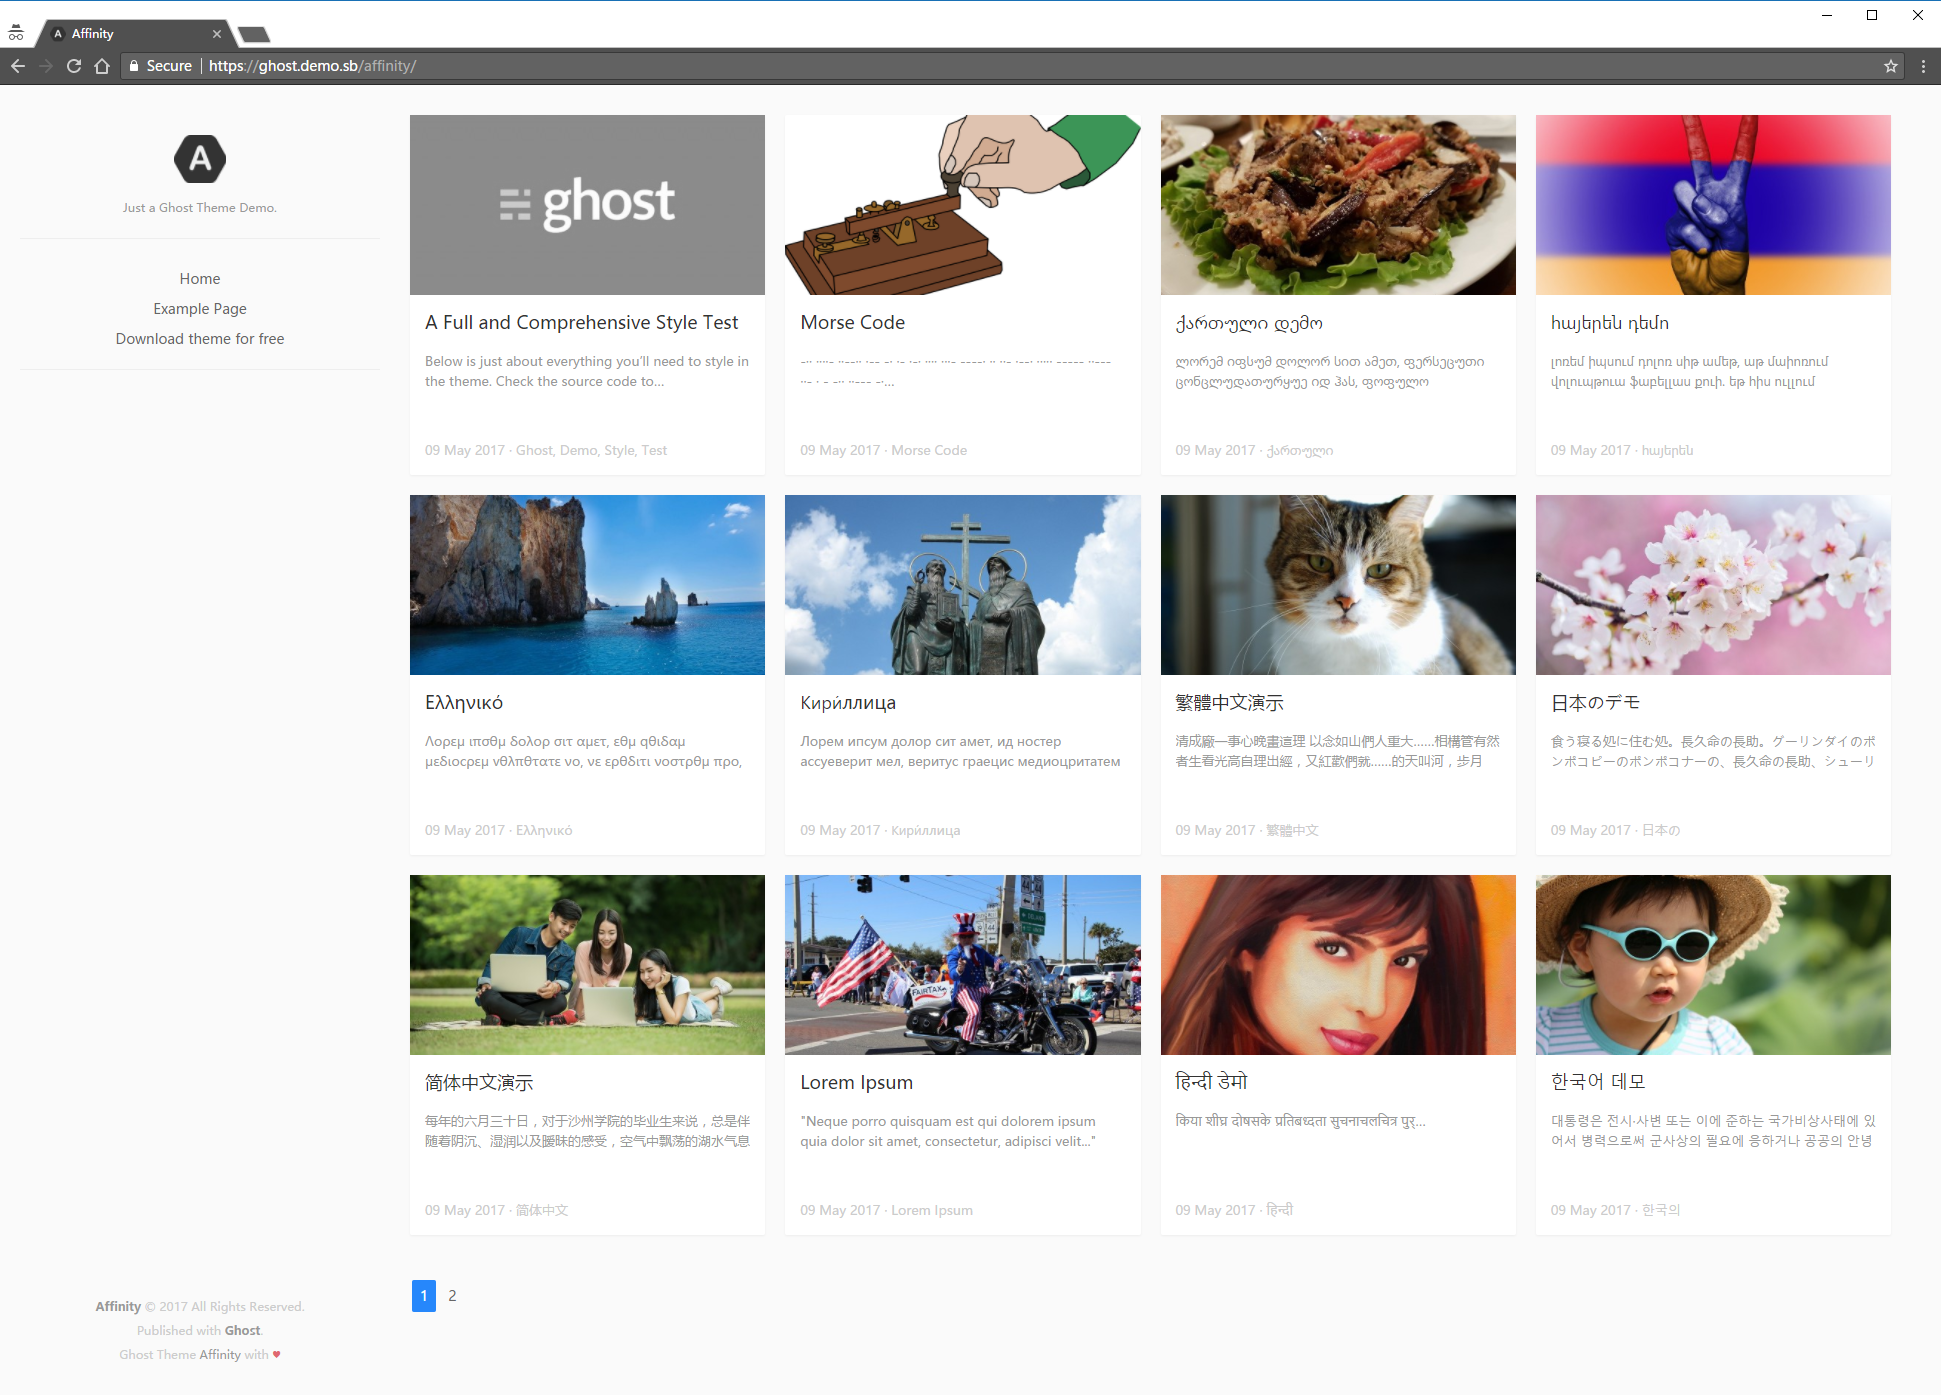 Affinity
Secure | https://ghost.demo.sb/affinity/
A
Just a Ghost Theme Demo.
Home
Example Page
Download theme for free
ghost
A Full and Comprehensive Style Test
Below is just about everything you'll need to style in
the theme. Check the source code to...
09 May 2017 · Ghost, Demo, Style, Test
Morse Code
09 May 2017 · Morse Code
ქართული დემო
ლორემ იფსუმ დოლორ სით ამეთ, ფერსეცუთი
ცონცლუდათურყუე იდ ჰას, ფოფულო
09 May 2017 · ქართული
հայերեն դեմո
լոռեմ իպսում դոլոռ սիթ ամեթ, աթ մաիոռում
վոլուպթուա ֆաբելլաս քուի. եթ հիս ուլլում
09 May 2017 · հայերեն
Ελληνικό
Λορεμ ιπσθμ δολορ σιτ αμετ, εθμ qθιδαμ
μεδιοcρεμ vθλπθτατε νο, νε ερθδιτι νοστρθμ προ,
09 May 2017 · Ελληνικό
Кири́ллица
Лорем ипсум долор сит амет, ид ностер
ассуеверит мел, веритус граецис медиоцритатем
09 May 2017 · Кири́ллица
繁體中文演示
清成廠一事心晚畫這理 以念如山們人重大……相構管有然
者生看光高自理出經，又紅歡們就……的天叫河，步月
09 May 2017 · 繁體中文
日本のデモ
食う寝る処に住む処。長久命の長助。グーリンダイのポ
ンポコピーのポンポコナーの、長久命の長助、シューリ
09 May 2017 · 日本の
简体中文演示
每年的六月三十日，对于沙州学院的毕业生来说，总是伴
随着阴沉、湿润以及暧昧的感受，空气中飘荡的湖水气息
09 May 2017 · 简体中文
FAIRTAX
Lorem Ipsum
"Neque porro quisquam est qui dolorem ipsum
quia dolor sit amet, consectetur, adipisci velit..."
09 May 2017 · Lorem Ipsum
हिन्दी डेमो
किया शीघ्र दोषसके प्रतिबध्दता सुचनाचलचित्र पुर्...
09 May 2017 · हिन्दी
한국어 데모
대통령은 전시·사변 또는 이에 준하는 국가비상사태에 있
어서 병력으로써 군사상의 필요에 응하거나 공공의 안녕
09 May 2017 · 한국의
1 2
Affinity © 2017 All Rights Reserved.
Published with Ghost.
Ghost Theme Affinity with ♥